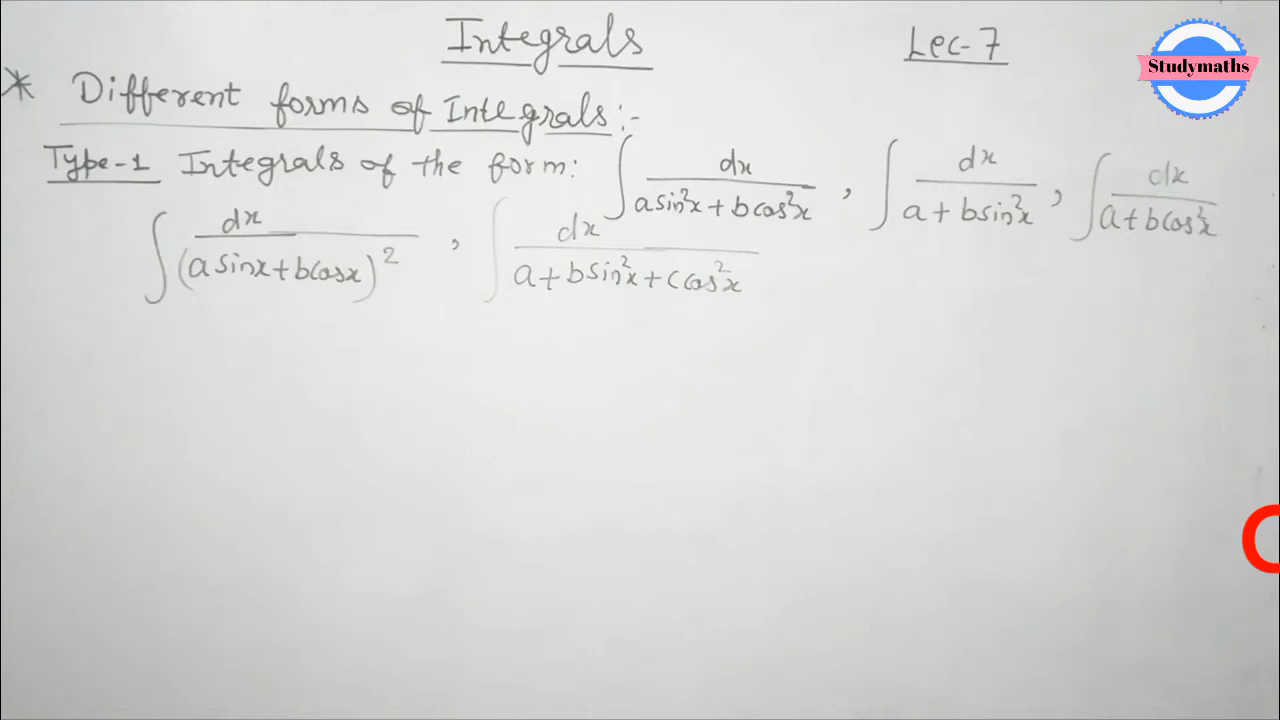 Integrals Lec-7
Studymaths
* Different forms of Integrals:-
Type-1 Integrals of the form: ∫ dx / (a sin²x + b cos²x) , ∫ dx / (a + b sin²x) , ∫ dx / (a + b cos²x)
∫ dx / (a sinx + b cosx)² , ∫ dx / (a + b sin²x + c cos²x)